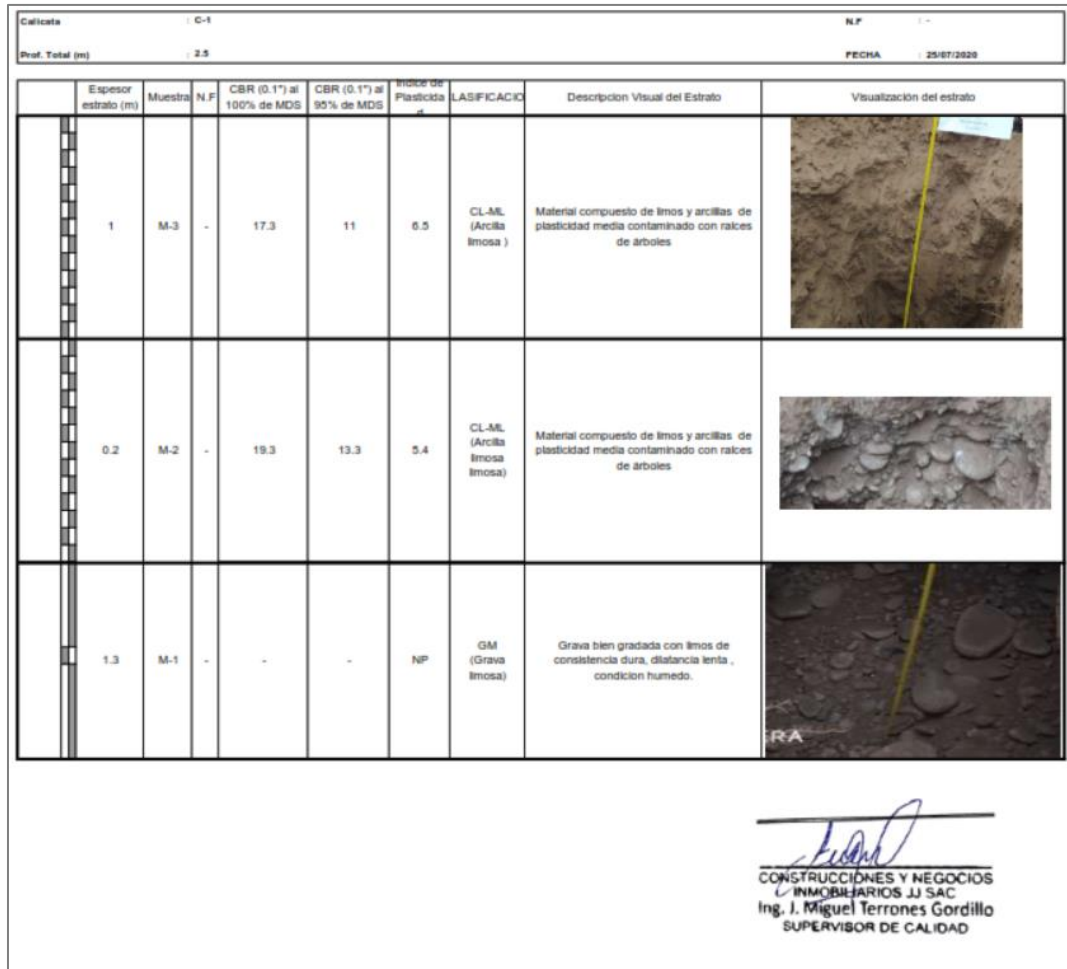 Calicata : C-1 N.F : -
Prof. Total (m) : 2.5 FECHA : 25/07/2020
Espesor estrato (m) Muestra N.F CBR (0.1") al 100% de MDS CBR (0.1") al 95% de MDS Indice de Plasticida d LASIFICACIO Descripcion Visual del Estrato Visualización del estrato
1 M-3 - 17.3 11 6.5
CL-ML
(Arcilla
limosa )
Material compuesto de limos y arcillas de
plasticidad media contaminado con raices
de árboles
0.2 M-2 - 19.3 13.3 5.4
CL-ML
(Arcilla
limosa
limosa)
Material compuesto de limos y arcillas de
plasticidad media contaminado con raices
de árboles
1.3 M-1 - - - NP
GM
(Grava
limosa)
Grava bien gradada con limos de
consistencia dura, dilatancia lenta ,
condicion humedo.
RA
CONSTRUCCIONES Y NEGOCIOS
INMOBILIARIOS JJ SAC
Ing. J. Miguel Terrones Gordillo
SUPERVISOR DE CALIDAD